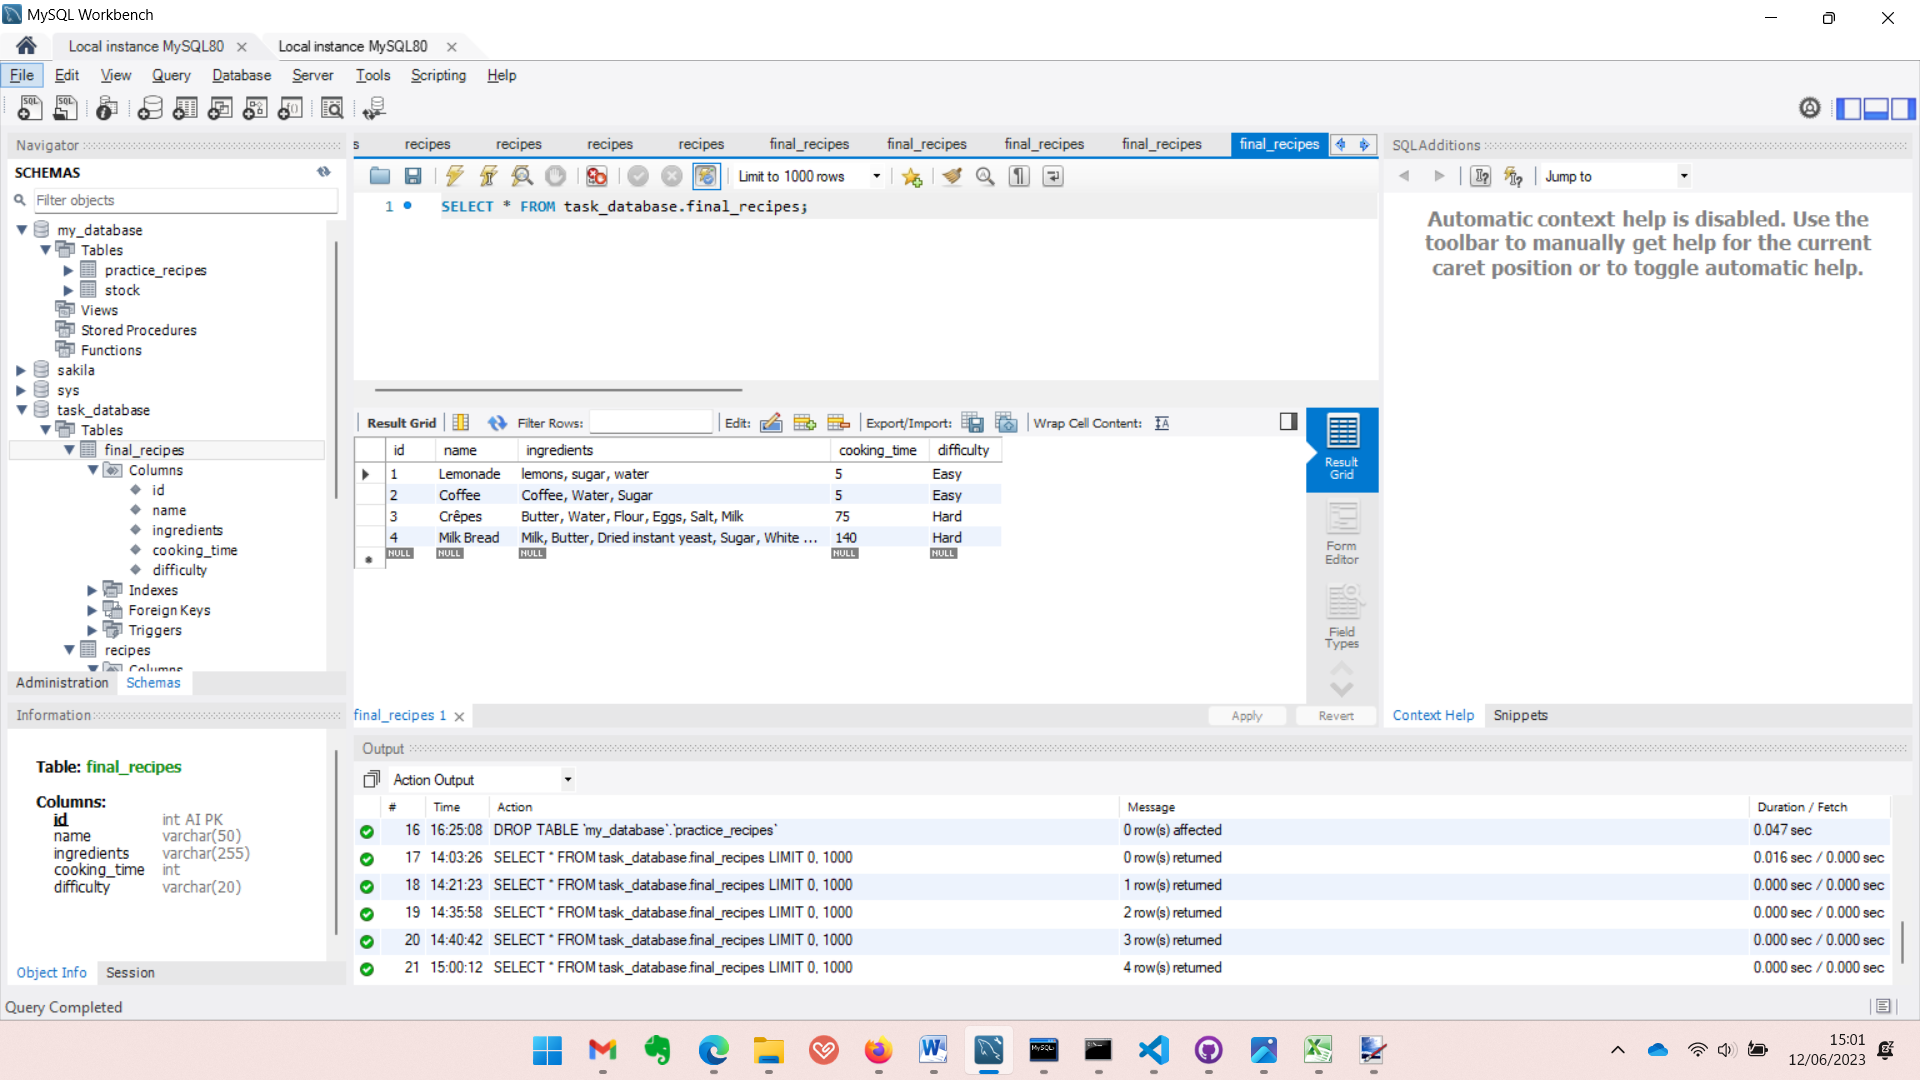 MySQL Workbench
Local instance MySQL80
Local instance MySQL80
File Edit View Query Database Server Tools Scripting Help
Navigator
SCHEMAS
Filter objects
my_database
Tables
practice_recipes
stock
Views
Stored Procedures
Functions
sakila
sys
task_database
Tables
final_recipes
Columns
id
name
ingredients
cooking_time
difficulty
Indexes
Foreign Keys
Triggers
recipes
Columns
Administration Schemas
Information
Table: final_recipes
Columns:
id int AI PK
name varchar(50)
ingredients varchar(255)
cooking_time int
difficulty varchar(20)
Object Info Session
Query Completed
s recipes recipes recipes recipes final_recipes final_recipes final_recipes final_recipes final_recipes
Limit to 1000 rows
1 SELECT * FROM task_database.final_recipes;
Result Grid Filter Rows: Edit: Export/Import: Wrap Cell Content:
id name ingredients cooking_time difficulty
1 Lemonade lemons, sugar, water 5 Easy
2 Coffee Coffee, Water, Sugar 5 Easy
3 Crêpes Butter, Water, Flour, Eggs, Salt, Milk 75 Hard
4 Milk Bread Milk, Butter, Dried instant yeast, Sugar, White ... 140 Hard
NULL NULL NULL NULL NULL
Result
Grid
Form
Editor
Field
Types
final_recipes 1
Apply Revert
SQLAdditions
Jump to
Automatic context help is disabled. Use the
toolbar to manually get help for the current
caret position or to toggle automatic help.
Context Help Snippets
Output
Action Output
# Time Action Message Duration / Fetch
16 16:25:08 DROP TABLE `my_database`.`practice_recipes` 0 row(s) affected 0.047 sec
17 14:03:26 SELECT * FROM task_database.final_recipes LIMIT 0, 1000 0 row(s) returned 0.016 sec / 0.000 sec
18 14:21:23 SELECT * FROM task_database.final_recipes LIMIT 0, 1000 1 row(s) returned 0.000 sec / 0.000 sec
19 14:35:58 SELECT * FROM task_database.final_recipes LIMIT 0, 1000 2 row(s) returned 0.000 sec / 0.000 sec
20 14:40:42 SELECT * FROM task_database.final_recipes LIMIT 0, 1000 3 row(s) returned 0.000 sec / 0.000 sec
21 15:00:12 SELECT * FROM task_database.final_recipes LIMIT 0, 1000 4 row(s) returned 0.000 sec / 0.000 sec
15:01
12/06/2023